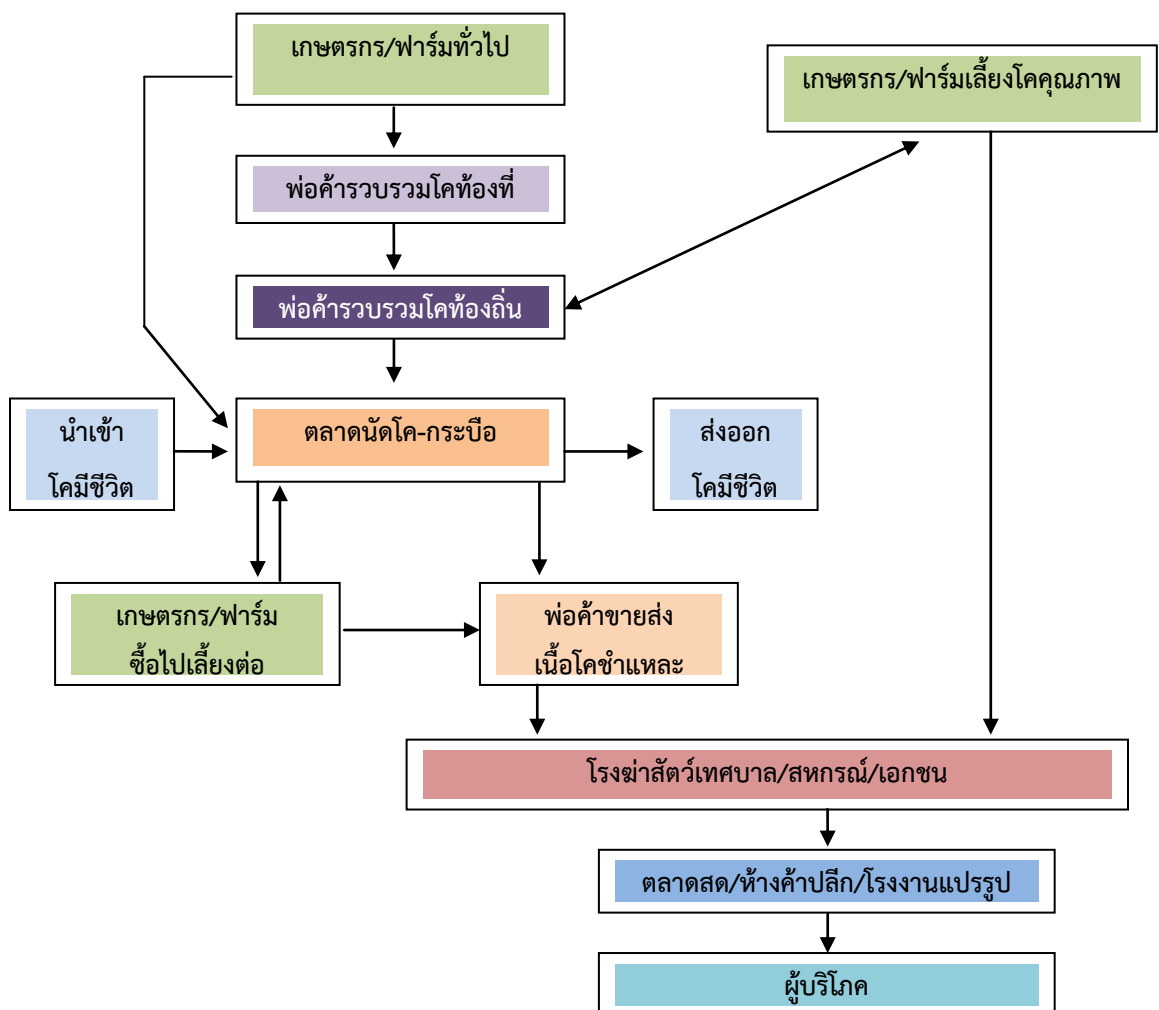 เกษตรกร/ฟาร์มทั่วไป
เกษตรกร/ฟาร์มเลี้ยงโคคุณภาพ
พ่อค้ารวบรวมโคท้องที่
พ่อค้ารวบรวมโคท้องถิ่น
นำเข้า
โคมีชีวิต
ตลาดนัดโค-กระบือ
ส่งออก
โคมีชีวิต
เกษตรกร/ฟาร์ม
ซื้อไปเลี้ยงต่อ
พ่อค้าขายส่ง
เนื้อโคชำแหละ
โรงฆ่าสัตว์เทศบาล/สหกรณ์/เอกชน
ตลาดสด/ห้างค้าปลีก/โรงงานแปรรูป
ผู้บริโภค